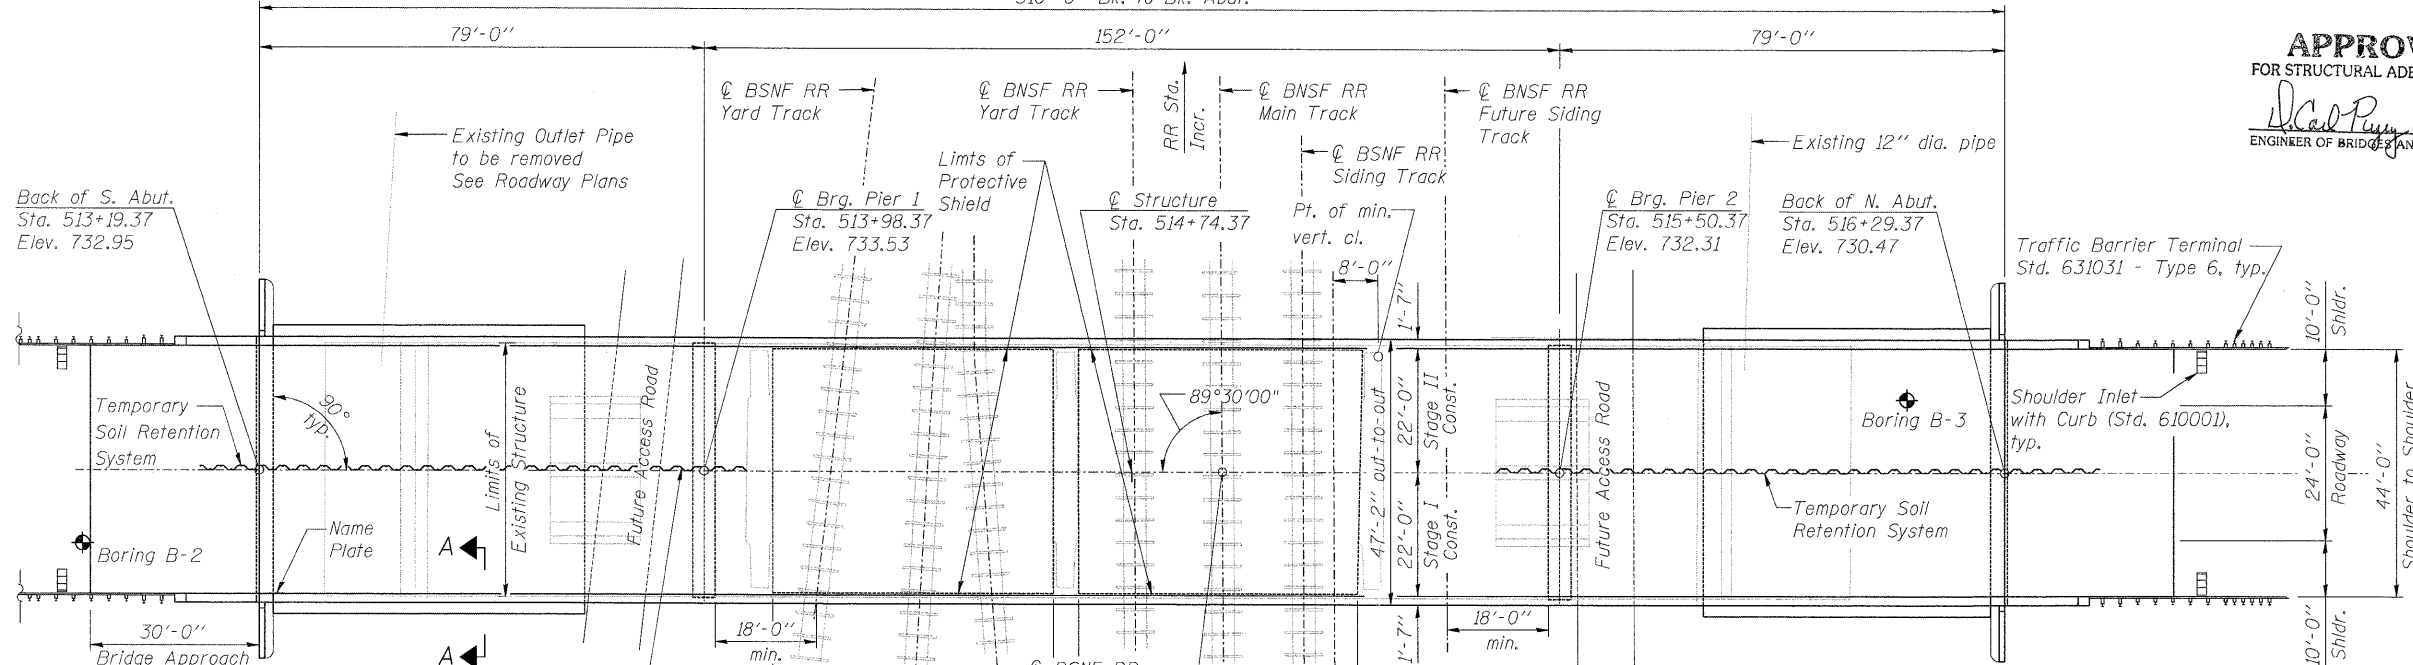 79'-0"
152'-0"
79'-0"
APPROV
FOR STRUCTURAL ADE
ENGINEER OF BRIDGES AN
℄ BSNF RR
Yard Track
℄ BNSF RR
Yard Track
RR Sta.
Incr.
℄ BNSF RR
Main Track
℄ BNSF RR
Future Siding
Track
Existing Outlet Pipe
to be removed
See Roadway Plans
Limts of
Protective
Shield
℄ BSNF RR
Siding Track
Existing 12" dia. pipe
Back of S. Abut.
Sta. 513+19.37
Elev. 732.95
℄ Brg. Pier 1
Sta. 513+98.37
Elev. 733.53
℄ Structure
Sta. 514+74.37
Pt. of min.
vert. cl.
8'-0"
℄ Brg. Pier 2
Sta. 515+50.37
Elev. 732.31
Back of N. Abut.
Sta. 516+29.37
Elev. 730.47
Traffic Barrier Terminal
Std. 631031 - Type 6, typ.
1'-7"
10'-0"
Shldr.
Temporary
Soil Retention
System
90°
typ.
Limits of
Existing Structure
Future Access Road
89°30'00"
47'-2" out-to-out
22'-0"
Stage II
Const.
22'-0"
Stage I
Const.
Future Access Road
Boring B-3
Shoulder Inlet
with Curb (Std. 610001),
typ.
24'-0"
Roadway
44'-0"
Shoulder to Shoulder
Temporary Soil
Retention System
Name
Plate
Boring B-2
A
30'-0"
Bridge Approach
A
18'-0"
min.
℄ BSNF RR
1'-7"
18'-0"
min.
10'-0"
Shldr.